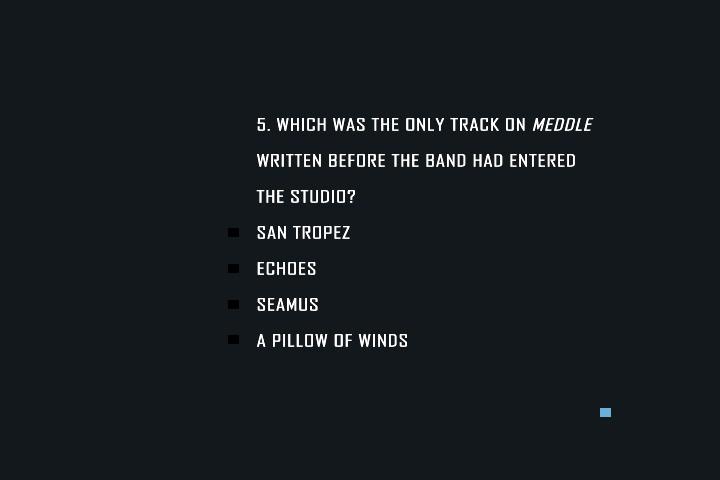 5. WHICH WAS THE ONLY TRACK ON MEDDLE
WRITTEN BEFORE THE BAND HAD ENTERED
THE STUDIO?
SAN TROPEZ
ECHOES
SEAMUS
A PILLOW OF WINDS